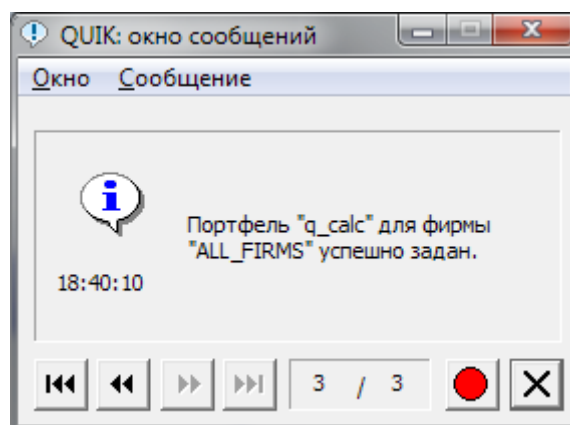 QUIK: окно сообщений
Окно Сообщение
Портфель "q_calc" для фирмы
"ALL_FIRMS" успешно задан.
18:40:10
3 / 3